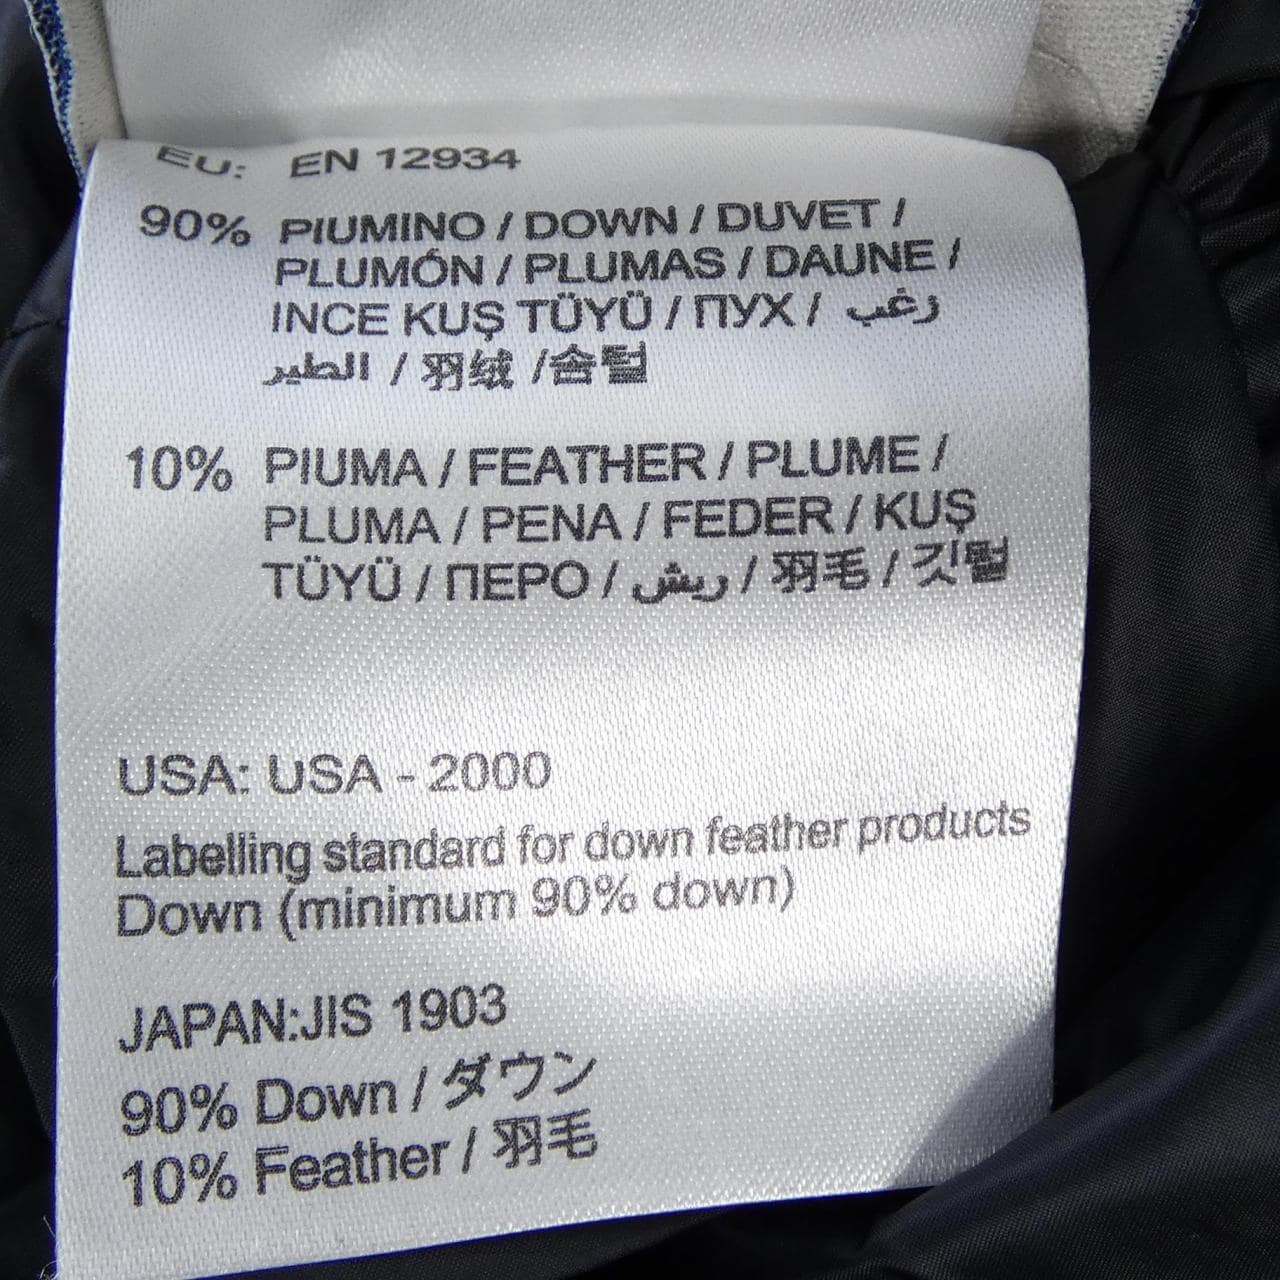 EU: EN 12934
90% PIUMINO / DOWN / DUVET /
PLUMÓN / PLUMAS / DAUNE /
INCE KUŞ TÜYÜ / ПУХ / زغب
الطير / 羽绒 /솜털
10% PIUMA / FEATHER / PLUME /
PLUMA / PENA / FEDER / KUŞ
TÜYÜ / ПЕРО / ريش / 羽毛 / 깃털
USA: USA - 2000
Labelling standard for down feather products
Down (minimum 90% down)
JAPAN:JIS 1903
90% Down / ダウン
10% Feather / 羽毛